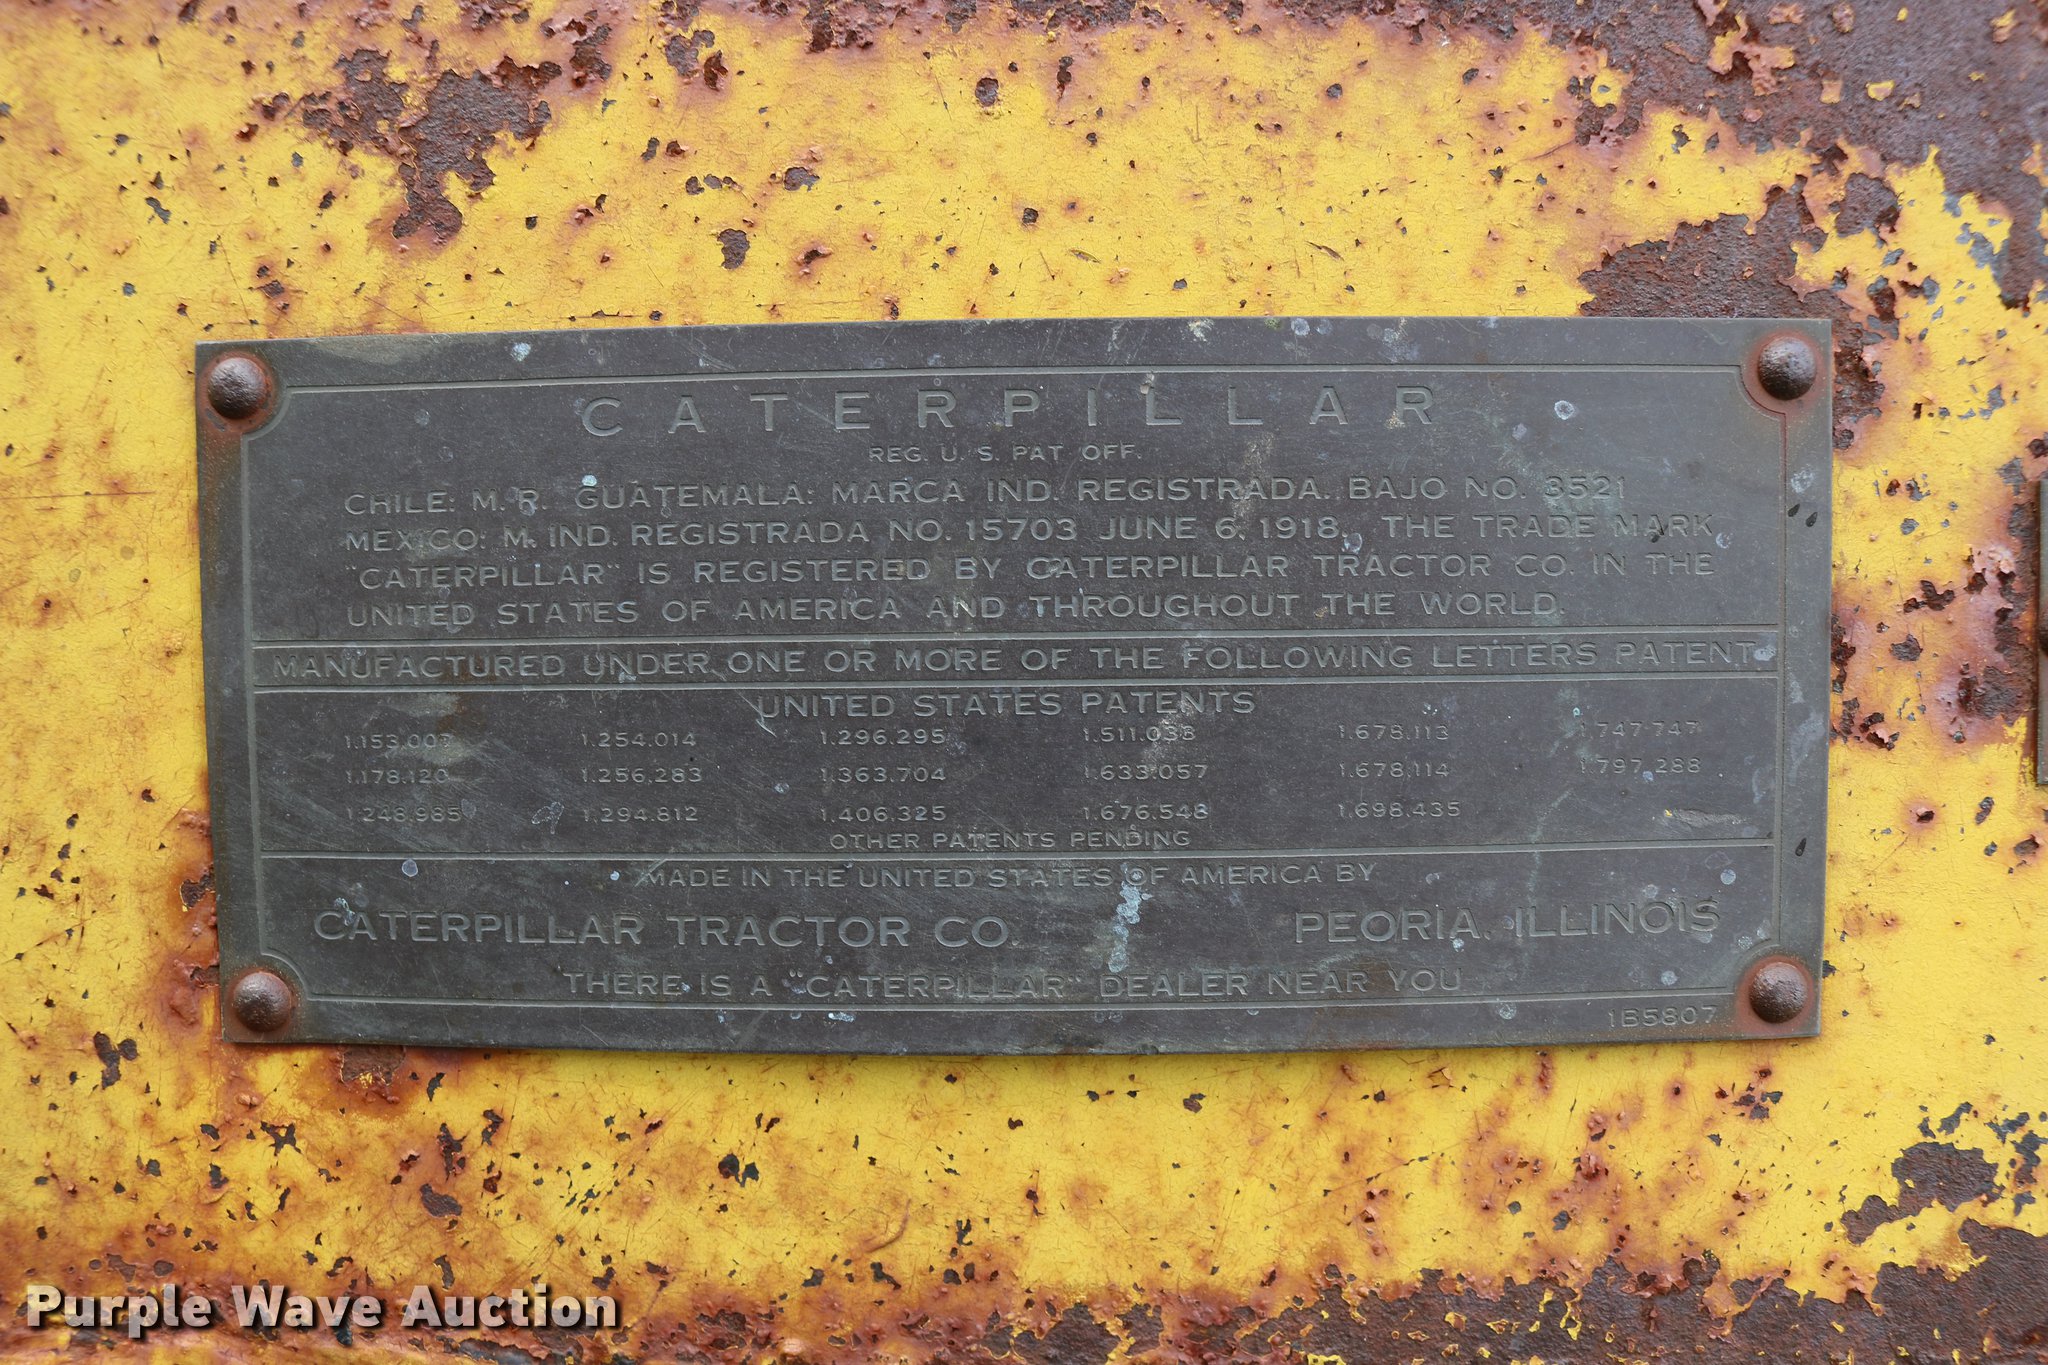 CATERPILLAR
REG. U. S. PAT. OFF.
CHILE: M. R. GUATEMALA: MARCA IND. REGISTRADA. BAJO NO. 3521
MEXICO: M. IND. REGISTRADA NO. 15703 JUNE 6, 1918. THE TRADE MARK
"CATERPILLAR" IS REGISTERED BY CATERPILLAR TRACTOR CO. IN THE
UNITED STATES OF AMERICA AND THROUGHOUT THE WORLD.
MANUFACTURED UNDER ONE OR MORE OF THE FOLLOWING LETTERS PATENT
UNITED STATES PATENTS
1.254.014 1.296.295 1.511.038 1.678.113 1.747.747
1.178.120 1.256.283 1.363.704 1.633.057 1.678.114 1.797.288
1.248.985 1.294.812 1.406.325 1.676.548 1.698.435
OTHER PATENTS PENDING
MADE IN THE UNITED STATES OF AMERICA BY
CATERPILLAR TRACTOR CO PEORIA, ILLINOIS
THERE IS A "CATERPILLAR" DEALER NEAR YOU
1B5807
Purple Wave Auction